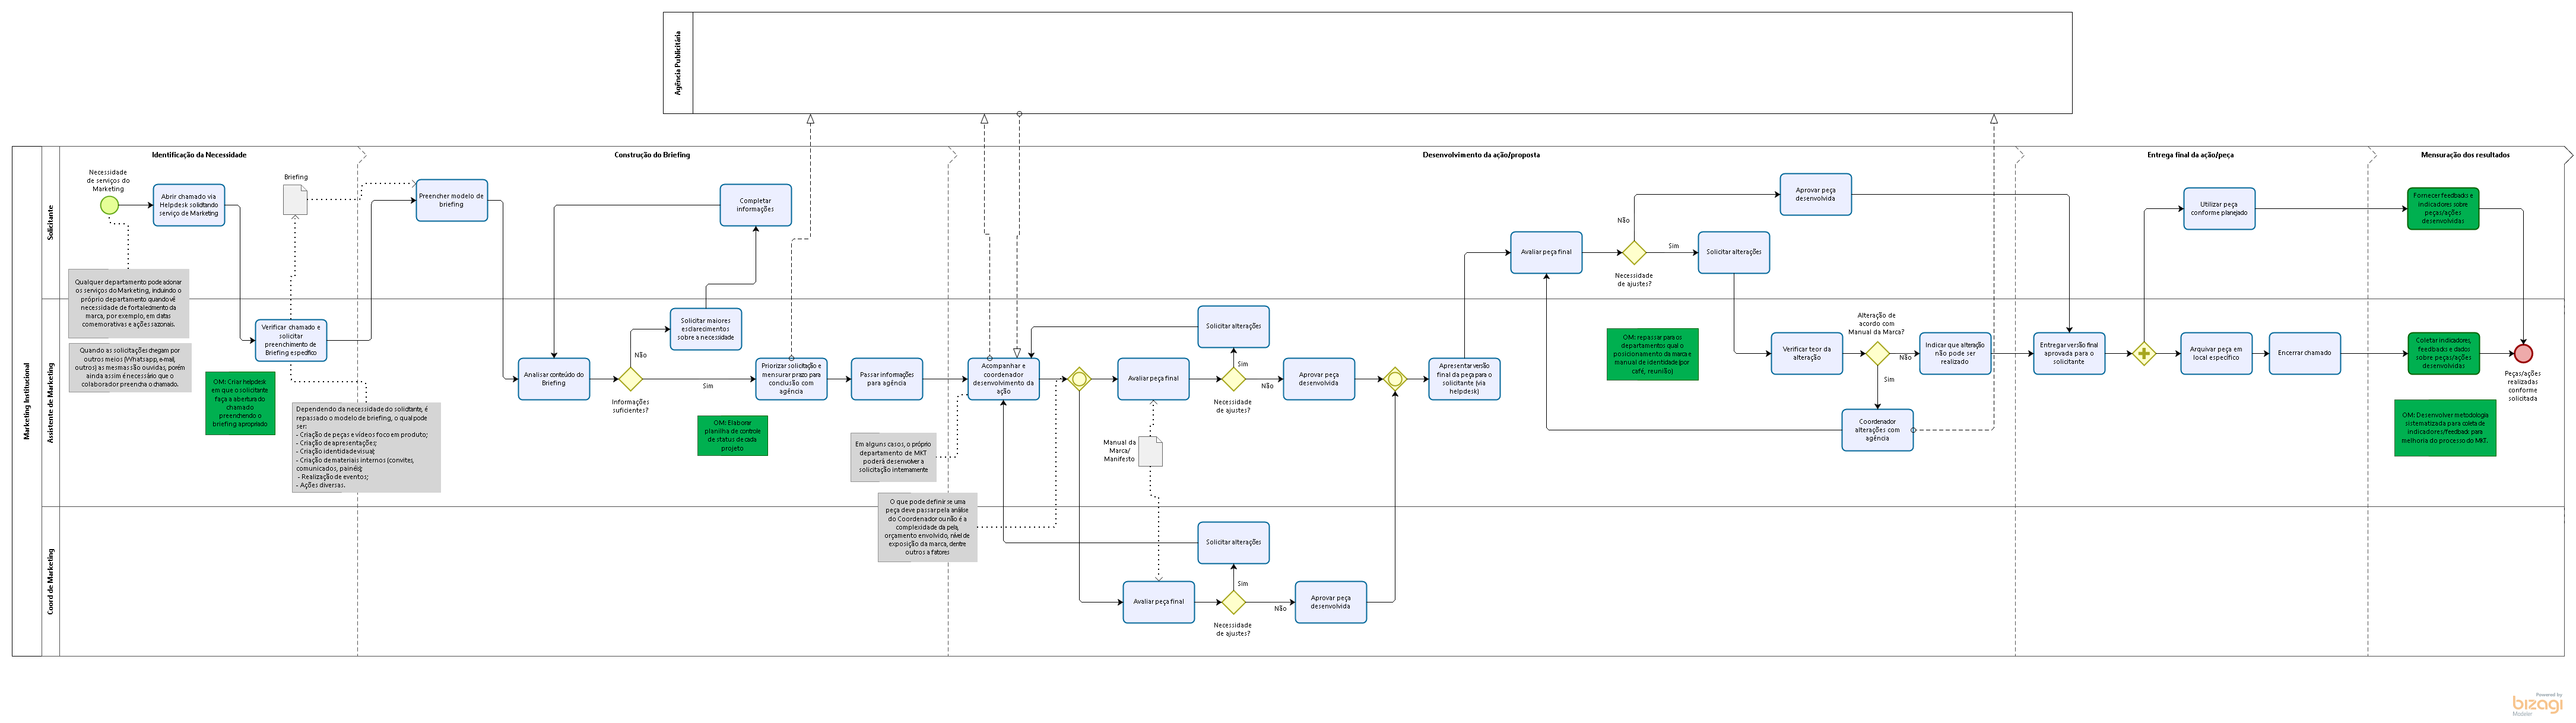 Agência Publicitária
Marketing Institucional
Solicitante
Assistente de Marketing
Coord de Marketing
Identificação da Necessidade
Construção do Briefing
Desenvolvimento da ação/proposta
Entrega final da ação/peça
Mensuração dos resultados
Necessidade
de serviços do
Marketing
Abrir chamado via
Helpdesk solicitando
serviço de Marketing
Briefing
Qualquer departamento pode adionar
os serviços do Marketing, incluindo o
próprio departamento quando vê
necessidade de fortalecimento da
marca, por exemplo, em datas
comemorativas e ações sazonais.
Quando as solicitações chegam por
outros meios (Whatsapp, e-mail,
outros) as mesmas são ouvidas, porém
ainda assim é necessário que o
colaborador preencha o chamado.
Verificar chamado e
solicitar
preenchimento de
Briefing específico
OM: Criar helpdesk
em que o solicitante
faça a abertura do
chamado
preenchendo o
briefing apropriado
Dependendo da necessidade do solicitante, é
repassado o modelo de briefing, o qual pode
ser:
- Criação de peças e vídeos foco em produto;
- Criação de apresentações;
- Criação identidade visual;
- Criação de materiais internos (convites,
comunicados, painéis);
- Realização de eventos;
- Ações diversas.
Preencher modelo de
briefing
Completar
informações
Analisar conteúdo do
Briefing
Informações
suficientes?
Não
Sim
Solicitar maiores
esclarecimentos
sobre a necessidade
Priorizar solicitação e
mensurar prazo para
conclusão com
agência
OM: Elaborar
planilha de controle
de status de cada
projeto
Passar informações
para agência
Em alguns casos, o próprio
departamento de MKT
poderá desenvolver a
solicitação internamente
Acompanhar e
coordenador
desenvolvimento da
ação
O que pode definir se uma
peça deve passar pela análise
do Coordenador ou não é a
complexidade da pela,
orçamento envolvido, nível de
exposição da marca, dentre
outros a fatores
Avaliar peça final
Solicitar alterações
Sim
Não
Necessidade
de ajustes?
Aprovar peça
desenvolvida
Manual da
Marca/
Manifesto
Solicitar alterações
Avaliar peça final
Sim
Não
Necessidade
de ajustes?
Aprovar peça
desenvolvida
Apresentar versão
final da peça para o
solicitante (via
helpdesk)
Avaliar peça final
Não
Sim
Necessidade
de ajustes?
Solicitar alterações
Aprovar peça
desenvolvida
OM: repassar para os
departamentos qual o
posicionamento da marca e
manual de identidade (por
café, reunião)
Verificar teor da
alteração
Alteração de
acordo com
Manual da Marca?
Não
Sim
Indicar que alteração
não pode ser
realizado
Coordenador
alterações com
agência
Entregar versão final
aprovada para o
solicitante
Utilizar peça
conforme planejado
Arquivar peça em
local específico
Encerrar chamado
Fornecer feedbacks e
indicadores sobre
peças/ações
desenvolvidas
Coletar indicadores,
feedbacks e dados
sobre peças/ações
desenvolvidas
Peças/ações
realizadas
conforme
solicitada
OM: Desenvolver metodologia
sistematizada para coleta de
indicadores/feedback para
melhoria do processo do MKT.
Powered by
bizagi
Modeler